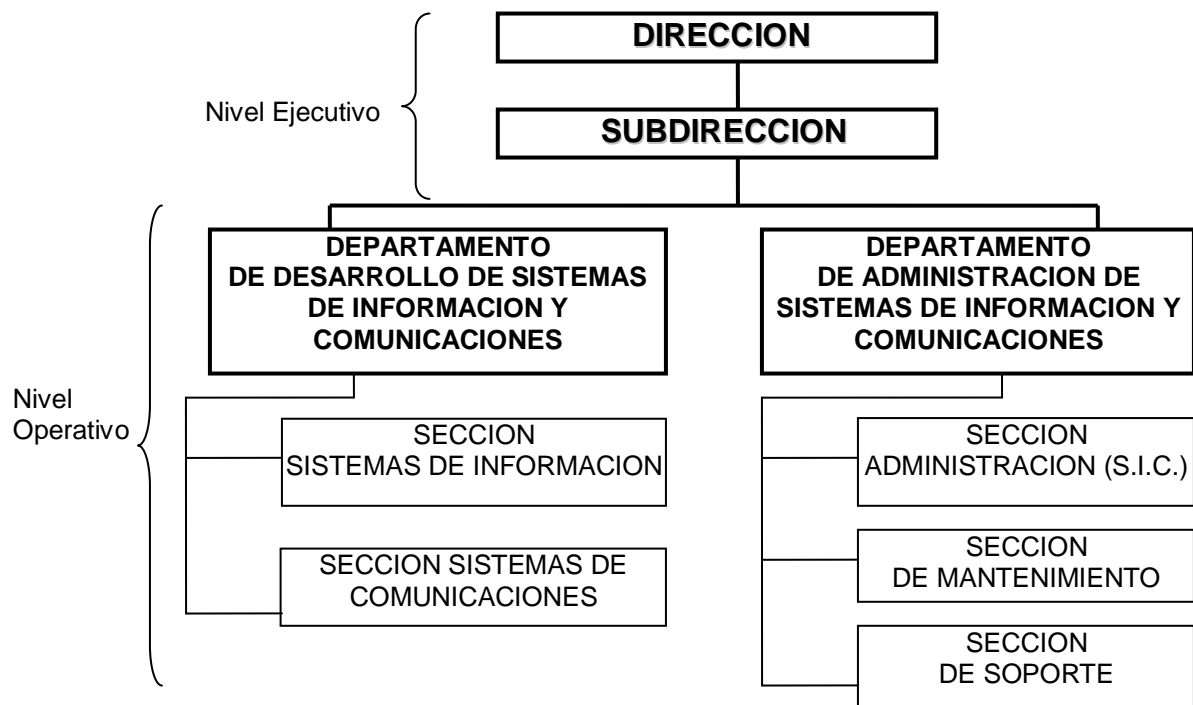 DIRECCION
Nivel Ejecutivo
SUBDIRECCION
DEPARTAMENTO
DE DESARROLLO DE SISTEMAS
DE INFORMACION Y
COMUNICACIONES
DEPARTAMENTO
DE ADMINISTRACION DE
SISTEMAS DE INFORMACION Y
COMUNICACIONES
Nivel
Operativo
SECCION
SISTEMAS DE INFORMACION
SECCION SISTEMAS DE
COMUNICACIONES
SECCION
ADMINISTRACION (S.I.C.)
SECCION
DE MANTENIMIENTO
SECCION
DE SOPORTE